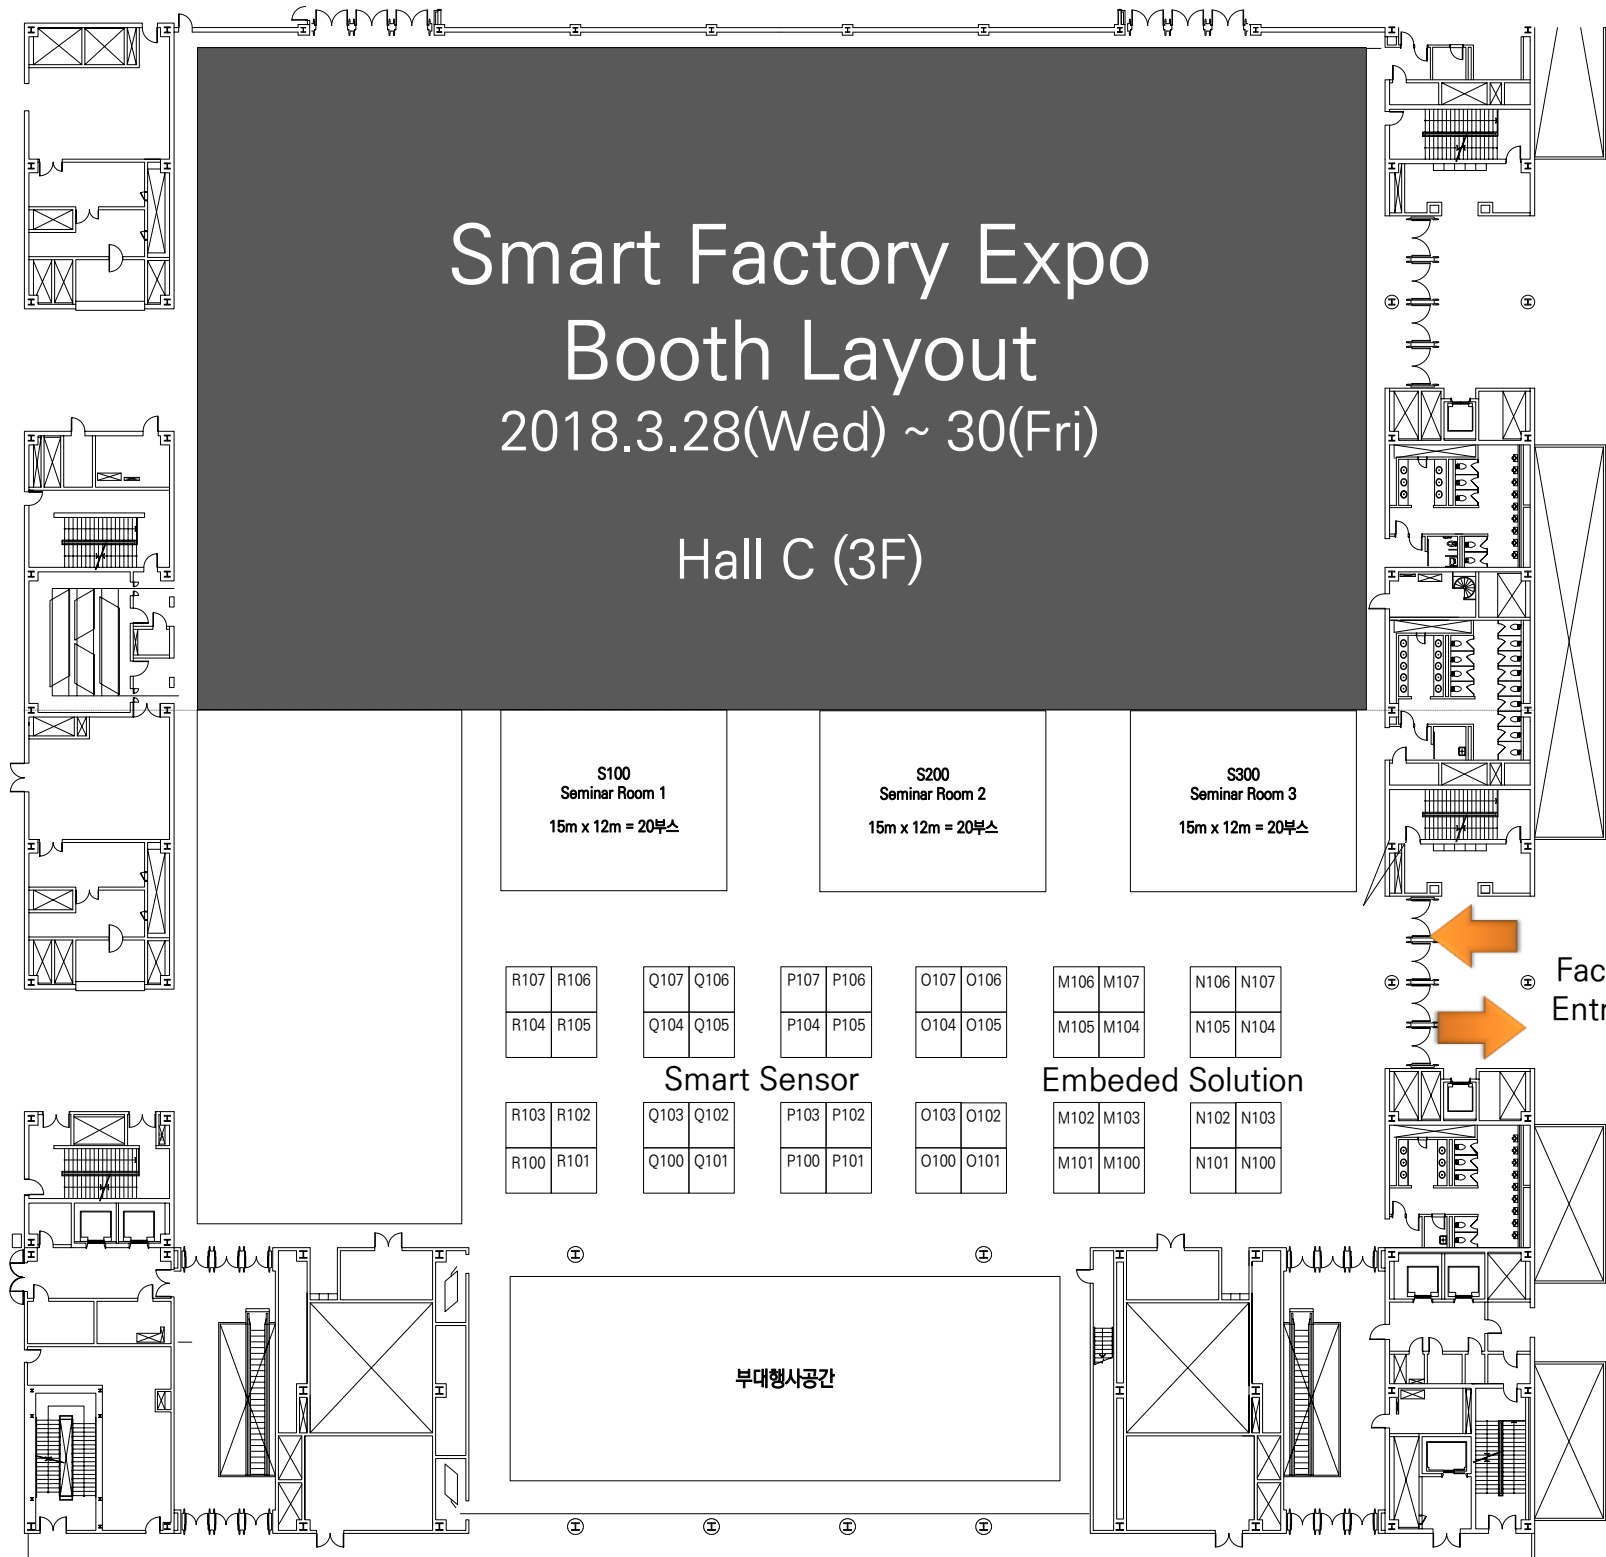 Smart Factory Expo
Booth Layout
2018.3.28(Wed) ~ 30(Fri)
Hall C (3F)
S100
Seminar Room 1
15m x 12m = 20부스
S200
Seminar Room 2
15m x 12m = 20부스
S300
Seminar Room 3
15m x 12m = 20부스
R107 R106 Q107 Q106 P107 P106 O107 O106 M106 M107 N106 N107
R104 R105 Q104 Q105 P104 P105 O104 O105 M105 M104 N105 N104
Fac
Entr
Smart Sensor
Embeded Solution
R103 R102 Q103 Q102 P103 P102 O103 O102 M102 M103 N102 N103
R100 R101 Q100 Q101 P100 P101 O100 O101 M101 M100 N101 N100
부대행사공간